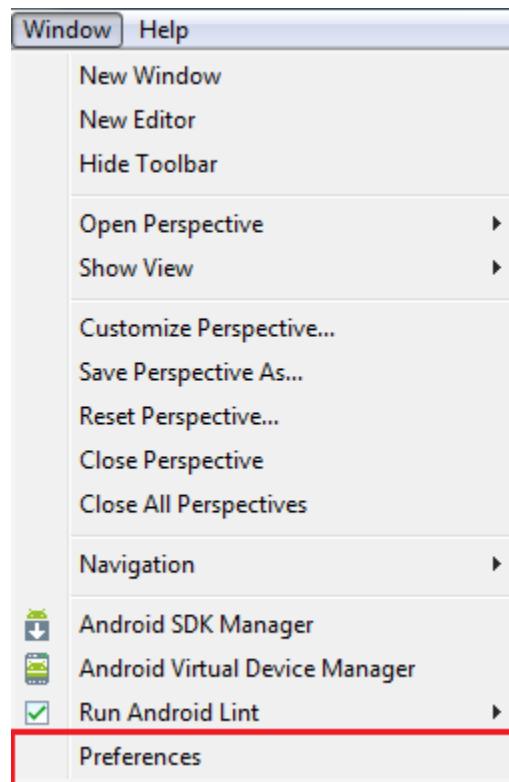 Window Help
New Window
New Editor
Hide Toolbar
Open Perspective
Show View
Customize Perspective...
Save Perspective As...
Reset Perspective...
Close Perspective
Close All Perspectives
Navigation
Android SDK Manager
Android Virtual Device Manager
Run Android Lint
Preferences